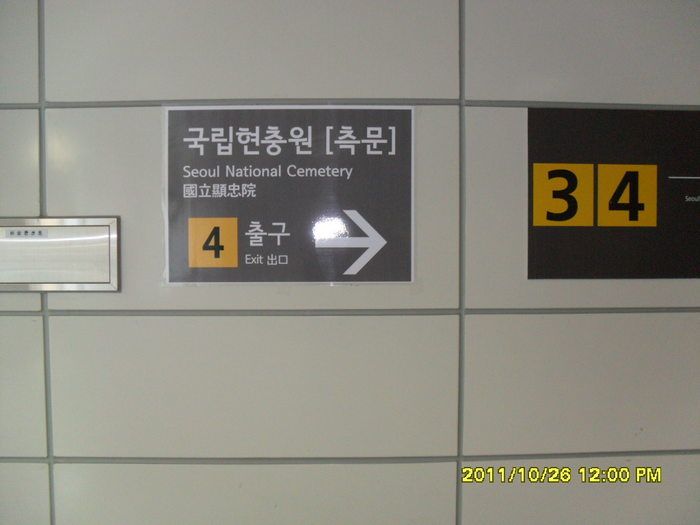 국립현충원 [측문]
Seoul National Cemetery
國立顯忠院
4 출구
Exit 出口
3 4
Seoul
2011/10/26 12:00 PM